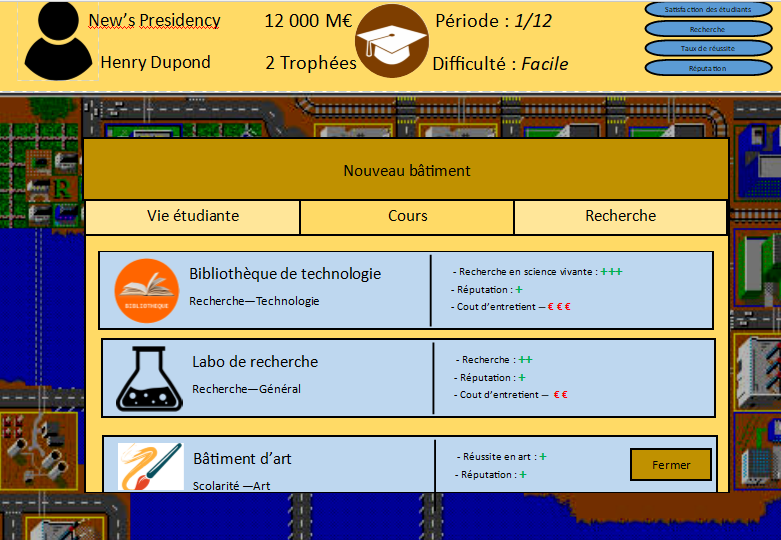 New's Presidency
12 000 M€
Période : 1/12
Henry Dupond
2 Trophées
Difficulté : Facile
Satisfaction des étudiants
Recherche
Taux de réussite
Réputation
Nouveau bâtiment
Vie étudiante
Cours
Recherche
BIBLIOTHEQUE
Bibliothèque de technologie
Recherche—Technologie
- Recherche en science vivante : +++
- Réputation : +
- Cout d'entretient — € € €
Labo de recherche
Recherche—Général
- Recherche : ++
- Réputation : +
- Cout d'entretient — € €
Bâtiment d'art
Scolarité —Art
- Réussite en art : +
- Réputation : +
Fermer
R